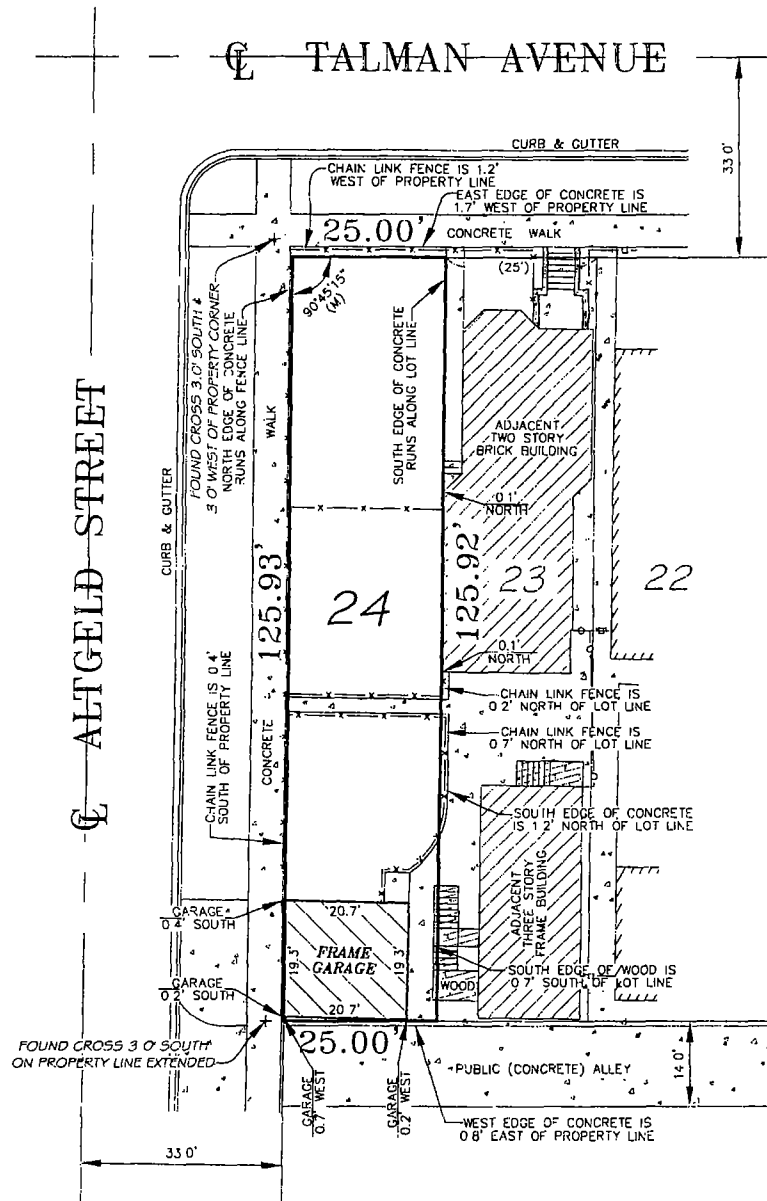 ℄ TALMAN AVENUE
CURB & GUTTER
33 0'
CHAIN LINK FENCE IS 1.2'
WEST OF PROPERTY LINE
EAST EDGE OF CONCRETE IS
1.7' WEST OF PROPERTY LINE
25.00'
CONCRETE WALK
(25')
90°45'15"
(M)
FOUND CROSS 3.0' SOUTH &
3 0' WEST OF PROPERTY CORNER
NORTH EDGE OF CONCRETE
RUNS ALONG FENCE LINE
WALK
SOUTH EDGE OF CONCRETE
RUNS ALONG LOT LINE
ADJACENT
TWO STORY
BRICK BUILDING
0 1'
NORTH
℄ ALTGELD STREET
CURB & GUTTER
125.93'
24
125.92'
23
22
0.1'
NORTH
CHAIN LINK FENCE IS
0 2' NORTH OF LOT LINE
CHAIN LINK FENCE IS
0 7' NORTH OF LOT LINE
CHAIN LINK FENCE IS 0 4'
SOUTH OF PROPERTY LINE
CONCRETE
SOUTH EDGE OF CONCRETE
IS 1 2' NORTH OF LOT LINE
ADJACENT
THREE STORY
FRAME BUILDING
GARAGE
0 4' SOUTH
20.7'
19.3'
FRAME
GARAGE
19.3'
20.7'
GARAGE
0 2' SOUTH
WOOD
SOUTH EDGE OF WOOD IS
0 7' SOUTH OF LOT LINE
FOUND CROSS 3 0' SOUTH
ON PROPERTY LINE EXTENDED
25.00'
PUBLIC (CONCRETE) ALLEY
14 0'
GARAGE
0.7' WEST
GARAGE
0.2' WEST
WEST EDGE OF CONCRETE IS
0 8' EAST OF PROPERTY LINE
33 0'